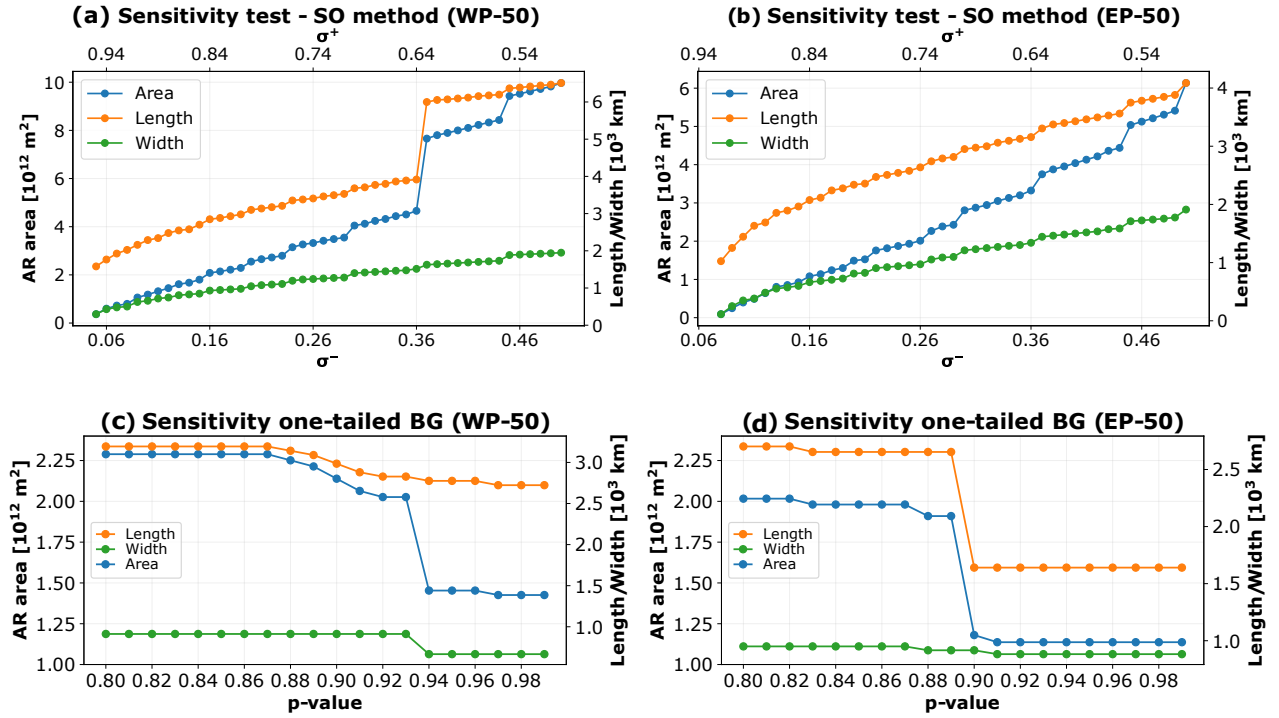 (a) Sensitivity test - SO method (WP-50)
σ⁺
0.94 0.84 0.74 0.64 0.54
AR area [10¹² m²]
10
8
6
4
2
0
Area
Length
Width
6
5
4
3
2
1
0
Length/Width [10³ km]
0.06 0.16 0.26 0.36 0.46
σ⁻
(b) Sensitivity test - SO method (EP-50)
σ⁺
0.94 0.84 0.74 0.64 0.54
AR area [10¹² m²]
6
5
4
3
2
1
0
Area
Length
Width
4
3
2
1
0
Length/Width [10³ km]
0.06 0.16 0.26 0.36 0.46
σ⁻
(c) Sensitivity one-tailed BG (WP-50)
AR area [10¹² m²]
2.25
2.00
1.75
1.50
1.25
1.00
Length
Width
Area
3.0
2.5
2.0
1.5
1.0
Length/Width [10³ km]
0.80 0.82 0.84 0.86 0.88 0.90 0.92 0.94 0.96 0.98
p-value
(d) Sensitivity one-tailed BG (EP-50)
AR area [10¹² m²]
2.25
2.00
1.75
1.50
1.25
1.00
Length
Width
Area
2.5
2.0
1.5
1.0
Length/Width [10³ km]
0.80 0.82 0.84 0.86 0.88 0.90 0.92 0.94 0.96 0.98
p-value